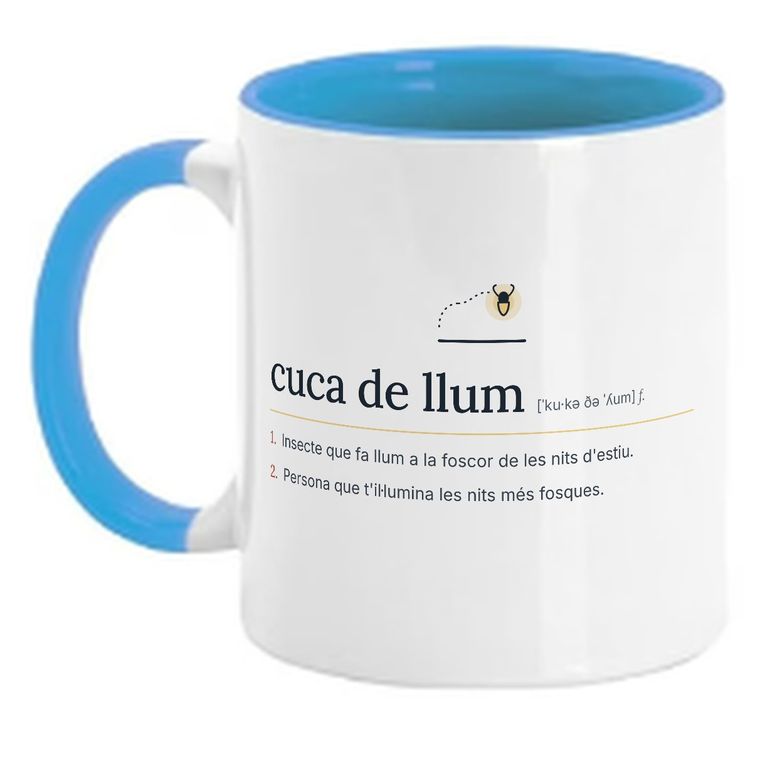 cuca de llum ['ku·kə ðə 'ʎum] f.
1. Insecte que fa llum a la foscor de les nits d'estiu.
2. Persona que t'il·lumina les nits més fosques.